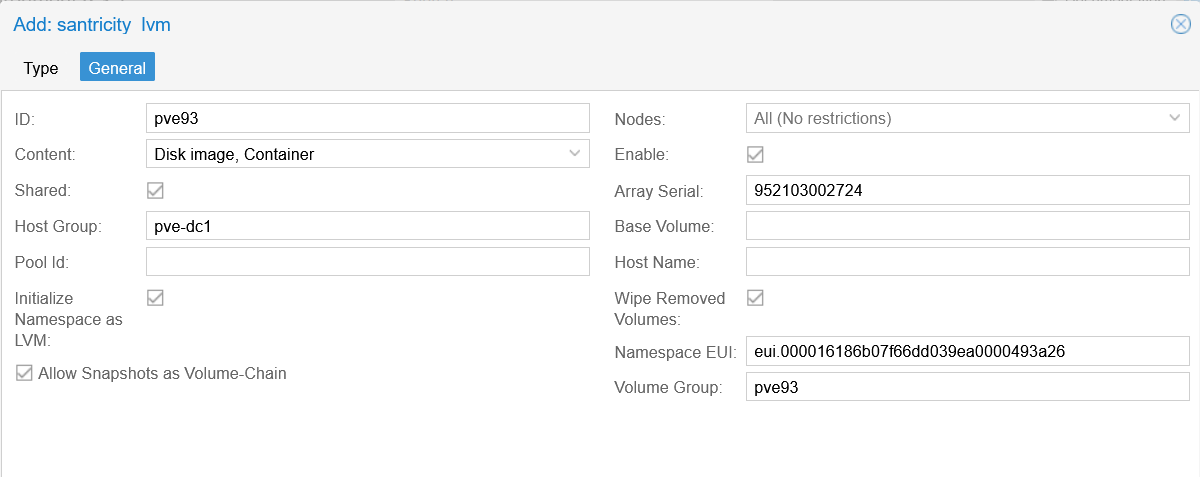 Add: santricity lvm
Type
General
ID:
pve93
Nodes:
All (No restrictions)
Content:
Disk image, Container
Enable:
Shared:
Array Serial:
952103002724
Host Group:
pve-dc1
Base Volume:
Pool Id:
Host Name:
Initialize
Namespace as
LVM:
Wipe Removed
Volumes:
Namespace EUI:
eui.000016186b07f66dd039ea0000493a26
Allow Snapshots as Volume-Chain
Volume Group:
pve93